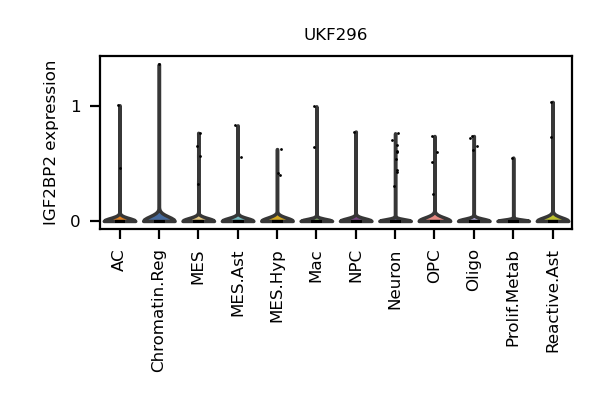 UKF296
IGF2BP2 expression
1
0
AC
Chromatin.Reg
MES
MES.Ast
MES.Hyp
Mac
NPC
Neuron
OPC
Oligo
Prolif.Metab
Reactive.Ast